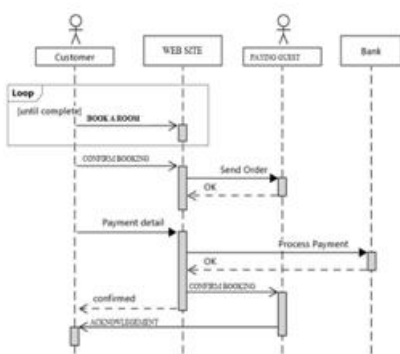 Customer
WEB SITE
PAYING GUEST
Bank
Loop
[until complete]
BOOK A ROOM
CONFIRM BOOKING
Send Order
OK
Payment detail
Process Payment
OK
CONFIRM BOOKING
confirmed
ACKNOWLEGEMENT